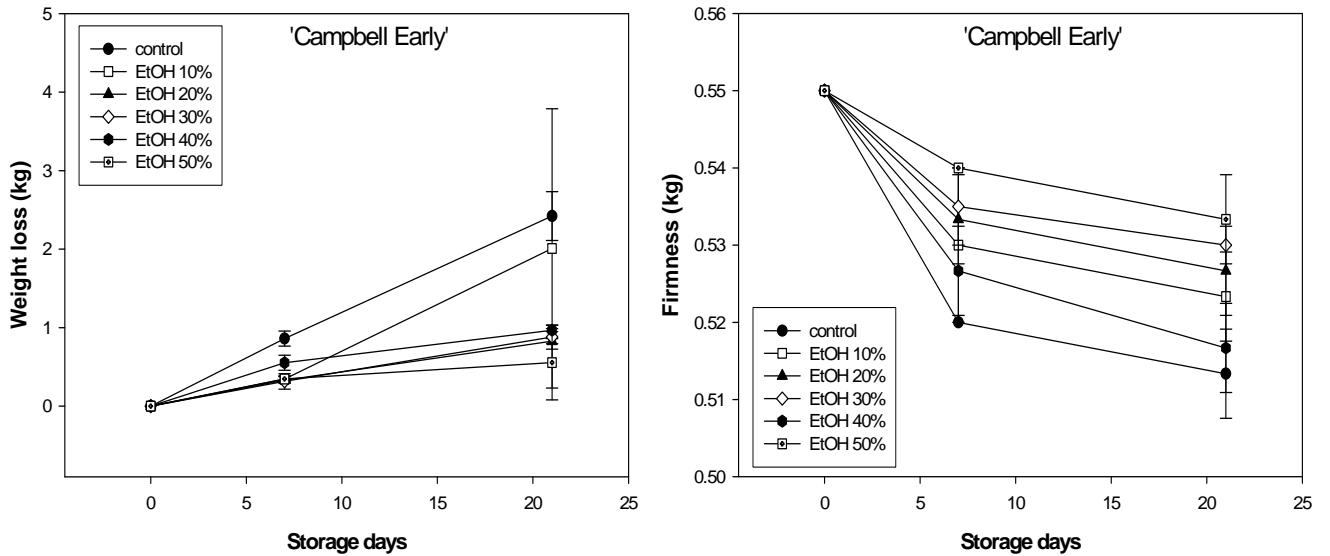 'Campbell Early'
control
EtOH 10%
EtOH 20%
EtOH 30%
EtOH 40%
EtOH 50%
Weight loss (kg)
5
4
3
2
1
0
0 5 10 15 20 25
Storage days
'Campbell Early'
control
EtOH 10%
EtOH 20%
EtOH 30%
EtOH 40%
EtOH 50%
Firmness (kg)
0.56
0.55
0.54
0.53
0.52
0.51
0.50
0 5 10 15 20 25
Storage days